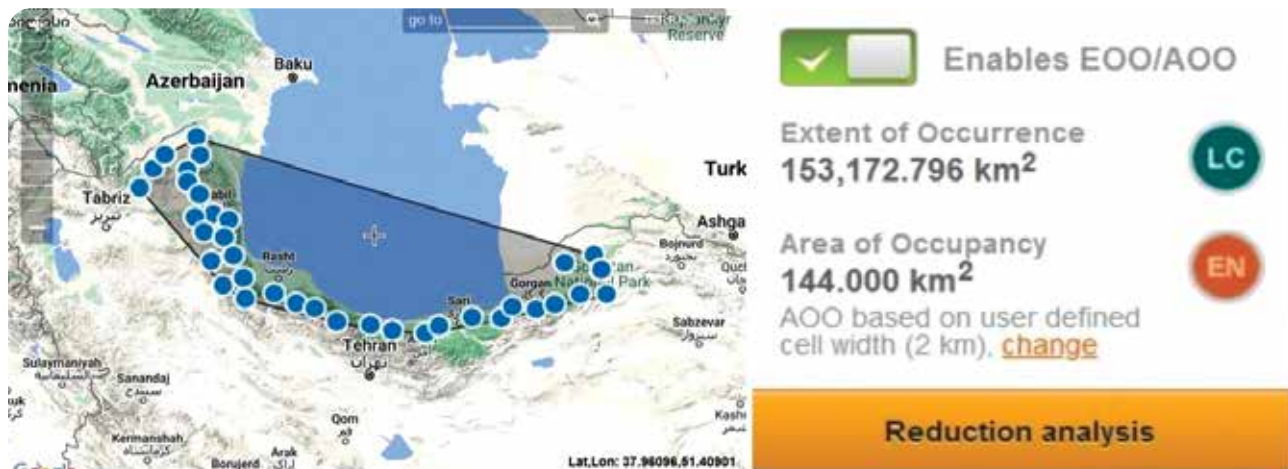 go to
Reserve
Baku
Azerbaijan
menia
Turk
Tabriz
تبریز
Ashga
Bojnurd
بجنورد
Rasht
رشت
Gorgan
National Park
Sari
Sabzevar
سبزوار
Tehran
تهران
Sulaymaniyah
Sanandaj
سنندج
Qom
قم
Kermanshah
کرمانشاه
Arak
اراک
Borujerd
Kashm
Lat,Lon: 37.96096,51.40901
Enables EOO/AOO
Extent of Occurrence
153,172.796 km²
LC
Area of Occupancy
144.000 km²
EN
AOO based on user defined
cell width (2 km), change
Reduction analysis